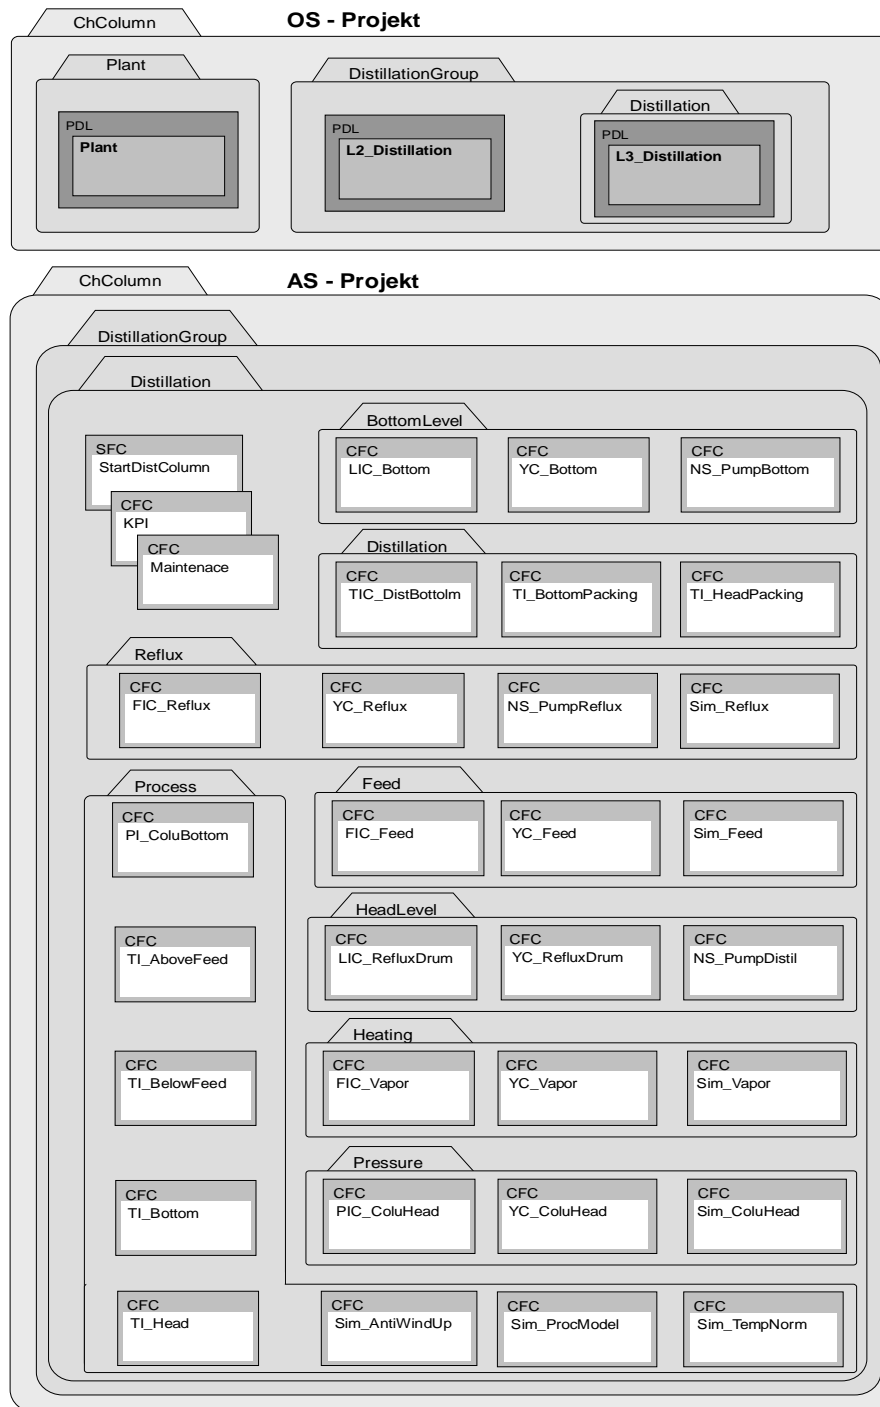 ChColumn
OS - Projekt
Plant
DistillationGroup
Distillation
PDL
Plant
PDL
L2_Distillation
PDL
L3_Distillation
ChColumn
AS - Projekt
DistillationGroup
Distillation
BottomLevel
SFC
StartDistColumn
CFC
KPI
CFC
Maintenace
CFC
LIC_Bottom
CFC
YC_Bottom
CFC
NS_PumpBottom
Distillation
CFC
TIC_DistBottolm
CFC
TI_BottomPacking
CFC
TI_HeadPacking
Reflux
CFC
FIC_Reflux
CFC
YC_Reflux
CFC
NS_PumpReflux
CFC
Sim_Reflux
Process
CFC
PI_ColuBottom
CFC
TI_AboveFeed
CFC
TI_BelowFeed
CFC
TI_Bottom
CFC
TI_Head
CFC
Sim_AntiWindUp
CFC
Sim_ProcModel
CFC
Sim_TempNorm
Feed
CFC
FIC_Feed
CFC
YC_Feed
CFC
Sim_Feed
HeadLevel
CFC
LIC_RefluxDrum
CFC
YC_RefluxDrum
CFC
NS_PumpDistil
Heating
CFC
FIC_Vapor
CFC
YC_Vapor
CFC
Sim_Vapor
Pressure
CFC
PIC_ColuHead
CFC
YC_ColuHead
CFC
Sim_ColuHead